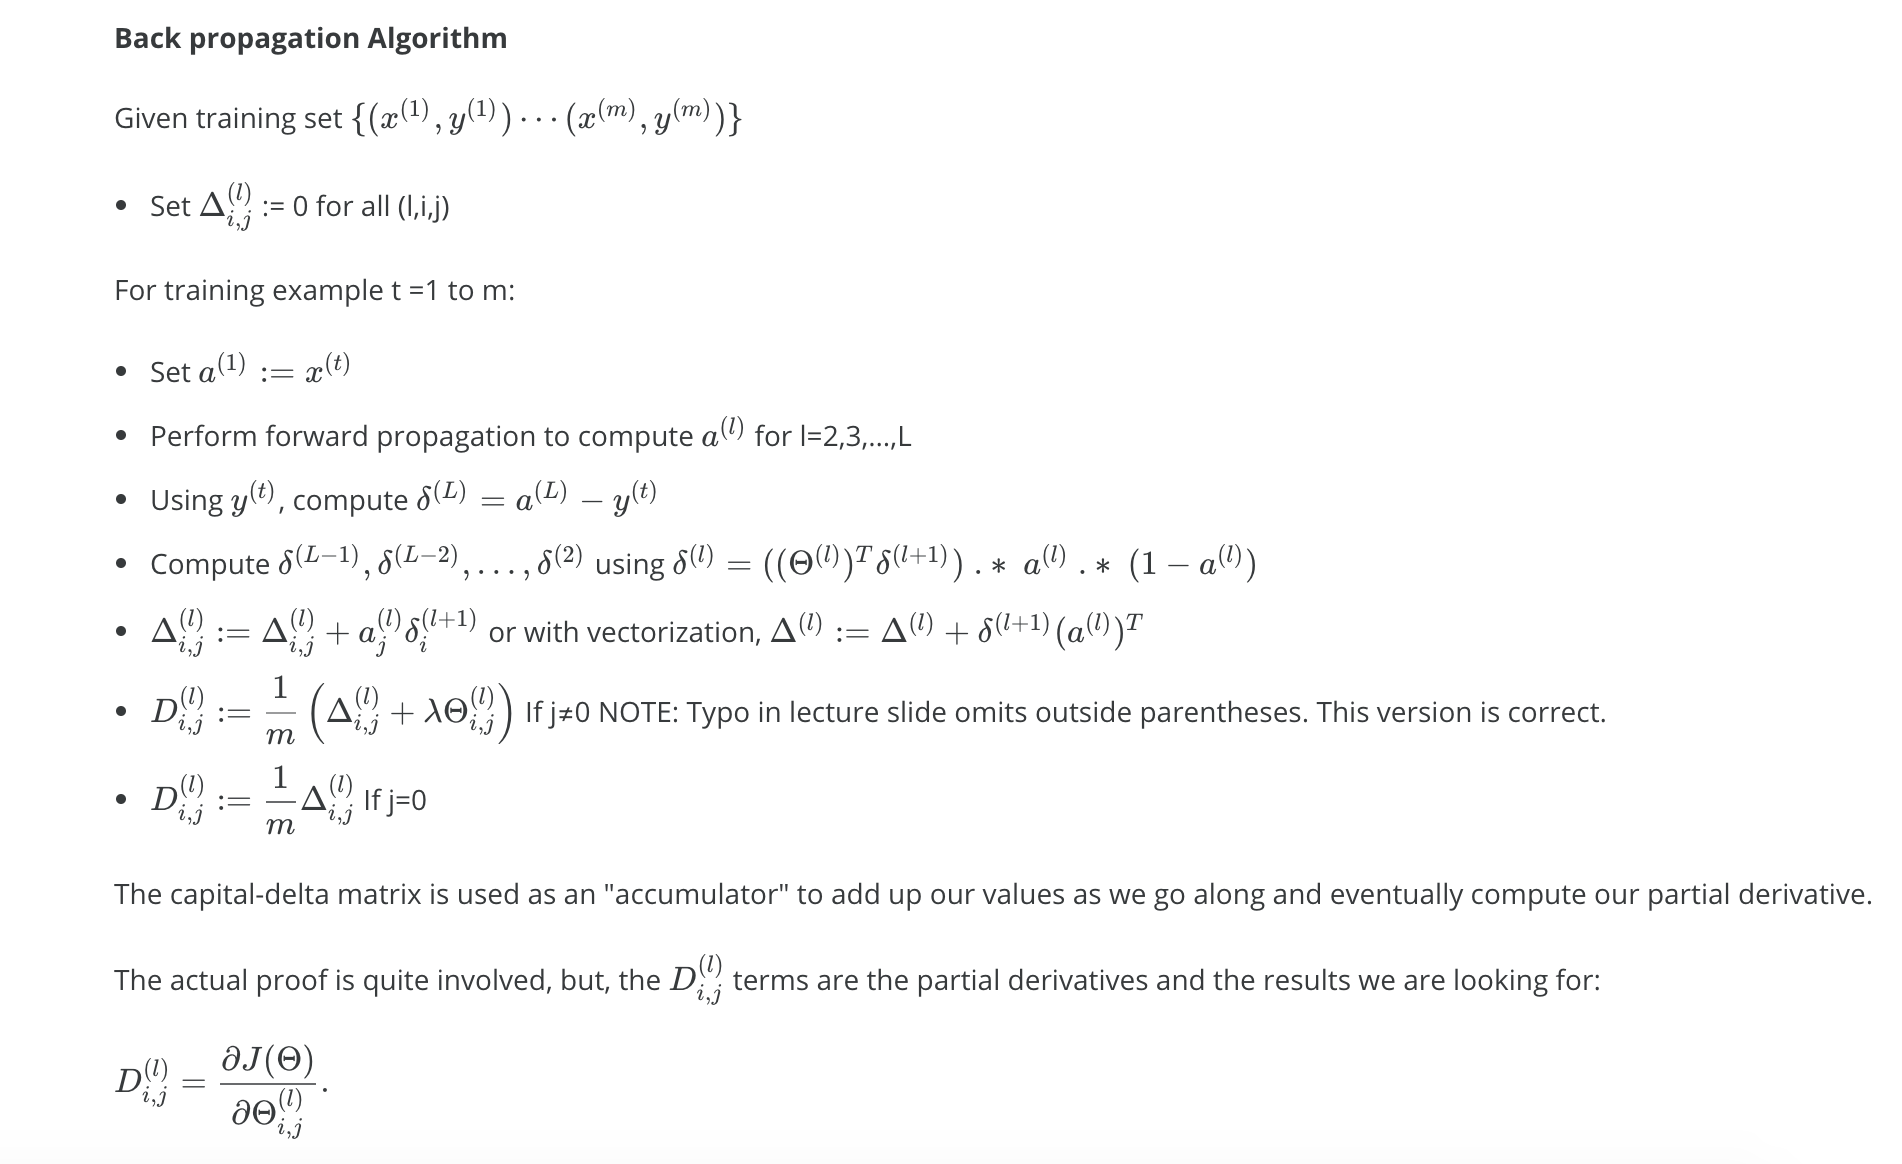 Back propagation Algorithm
Given training set $\{(x^{(1)}, y^{(1)}) \cdots (x^{(m)}, y^{(m)})\}$
• Set $\Delta^{(l)}_{i,j}$ := 0 for all (l,i,j)
For training example t =1 to m:
• Set $a^{(1)} := x^{(t)}$
• Perform forward propagation to compute $a^{(l)}$ for l=2,3,...,L
• Using $y^{(t)}$, compute $\delta^{(L)} = a^{(L)} - y^{(t)}$
• Compute $\delta^{(L-1)}, \delta^{(L-2)}, \ldots, \delta^{(2)}$ using $\delta^{(l)} = ((\Theta^{(l)})^T \delta^{(l+1)}) .* \ a^{(l)} .* \ (1 - a^{(l)})$
• $\Delta^{(l)}_{i,j} := \Delta^{(l)}_{i,j} + a^{(l)}_j \delta^{(l+1)}_i$ or with vectorization, $\Delta^{(l)} := \Delta^{(l)} + \delta^{(l+1)} (a^{(l)})^T$
• $D^{(l)}_{i,j} := \frac{1}{m} \left( \Delta^{(l)}_{i,j} + \lambda \Theta^{(l)}_{i,j} \right)$ If j≠0 NOTE: Typo in lecture slide omits outside parentheses. This version is correct.
• $D^{(l)}_{i,j} := \frac{1}{m} \Delta^{(l)}_{i,j}$ If j=0
The capital-delta matrix is used as an "accumulator" to add up our values as we go along and eventually compute our partial derivative.
The actual proof is quite involved, but, the $D^{(l)}_{i,j}$ terms are the partial derivatives and the results we are looking for:
$D^{(l)}_{i,j} = \frac{\partial J(\Theta)}{\partial \Theta^{(l)}_{i,j}}.$